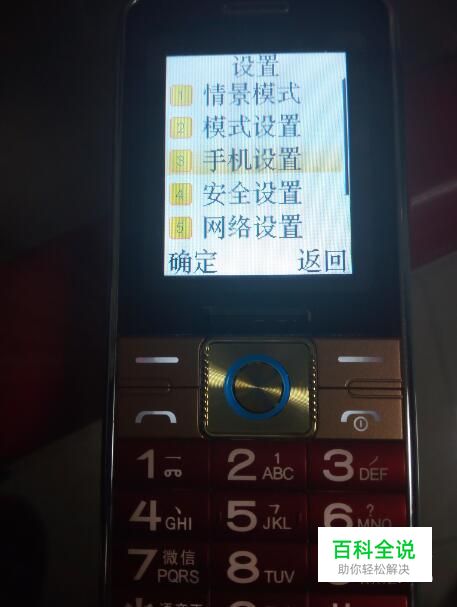 设置
1 情景模式
2 模式设置
3 手机设置
4 安全设置
5 网络设置
确定 返回
1 2 ABC 3 DEF
4 GHI 5 JKL 6 MNO
7 微信 PQRS 8 TUV
百科全说
助你轻松解决